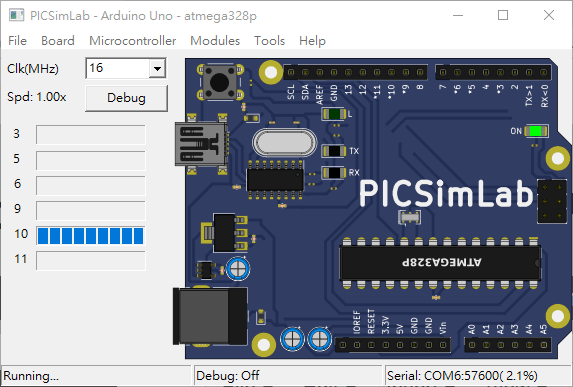 PICSimLab - Arduino Uno - atmega328p
File Board Microcontroller Modules Tools Help
Clk(MHz) 16
Spd: 1.00x Debug
3
5
6
9
10
11
SCL SDA AREF GND 13 12 *11 *10 *9 8 7 *6 *5 4 *3 2 TX>1 RX<0
L
ON
TX
RX
PICSimLab
ATMEGA328P
IOREF RESET 3.3V 5V GND GND Vin A0 A1 A2 A3 A4 A5
Running... Debug: Off Serial: COM6:57600( 2.1%)